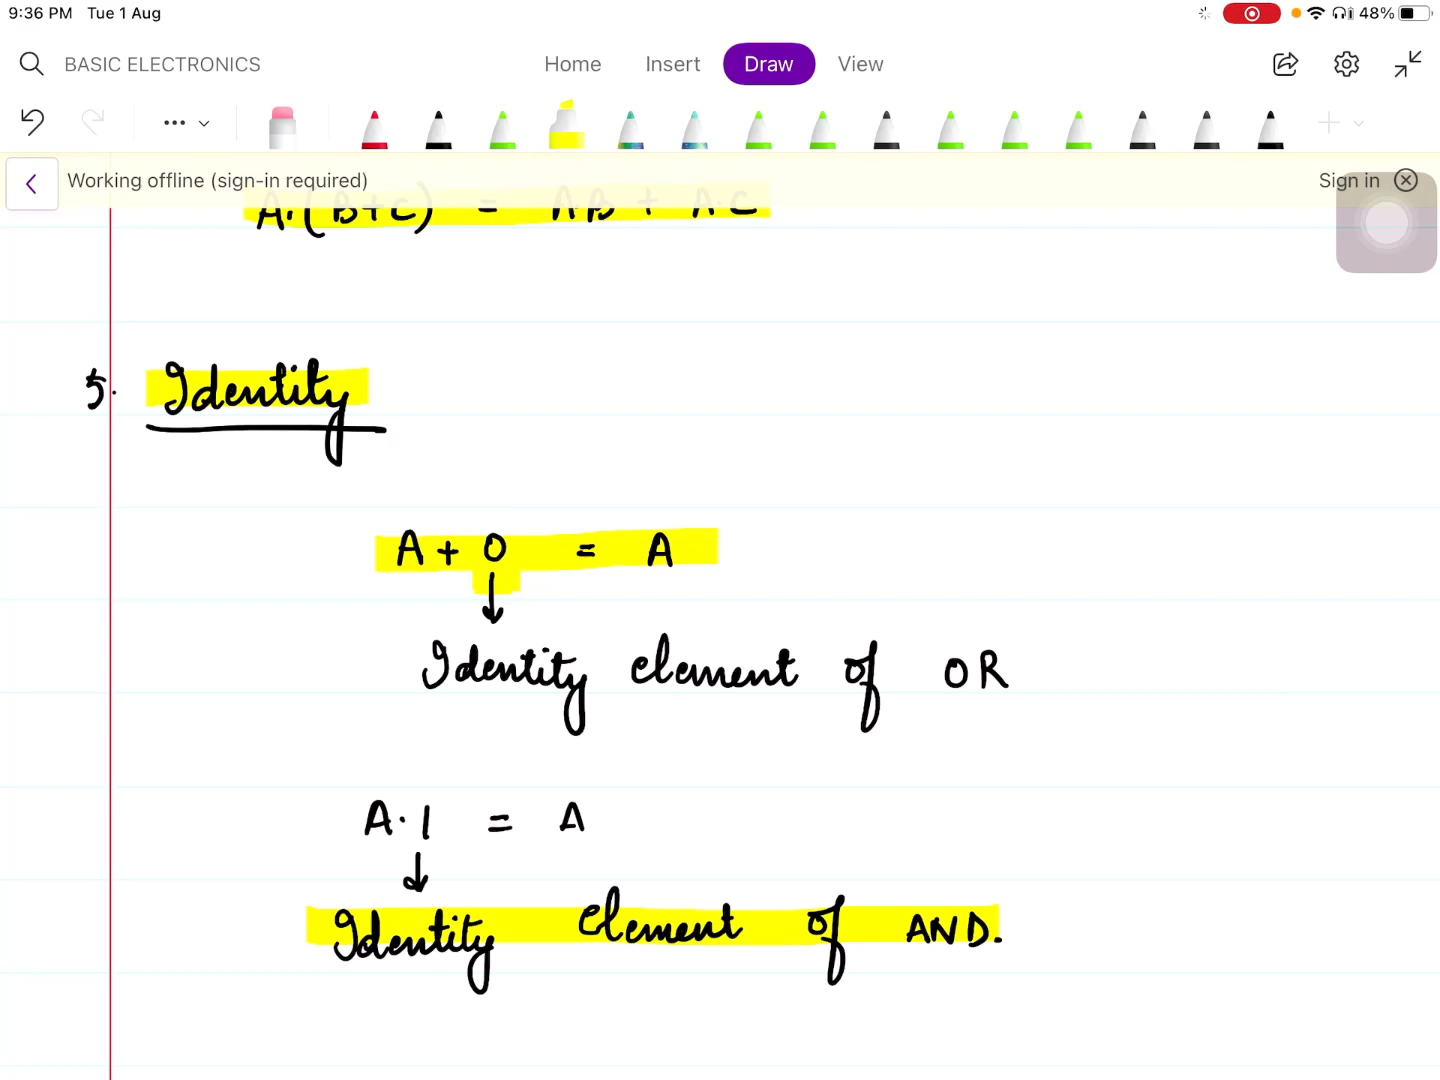 9:36 PM Tue 1 Aug 48%
BASIC ELECTRONICS Home Insert Draw View
Working offline (sign-in required) Sign in
A.(B+C) = A.B + A.C
5. Identity
A + 0 = A
Identity element of OR
A.1 = A
Identity element of AND.